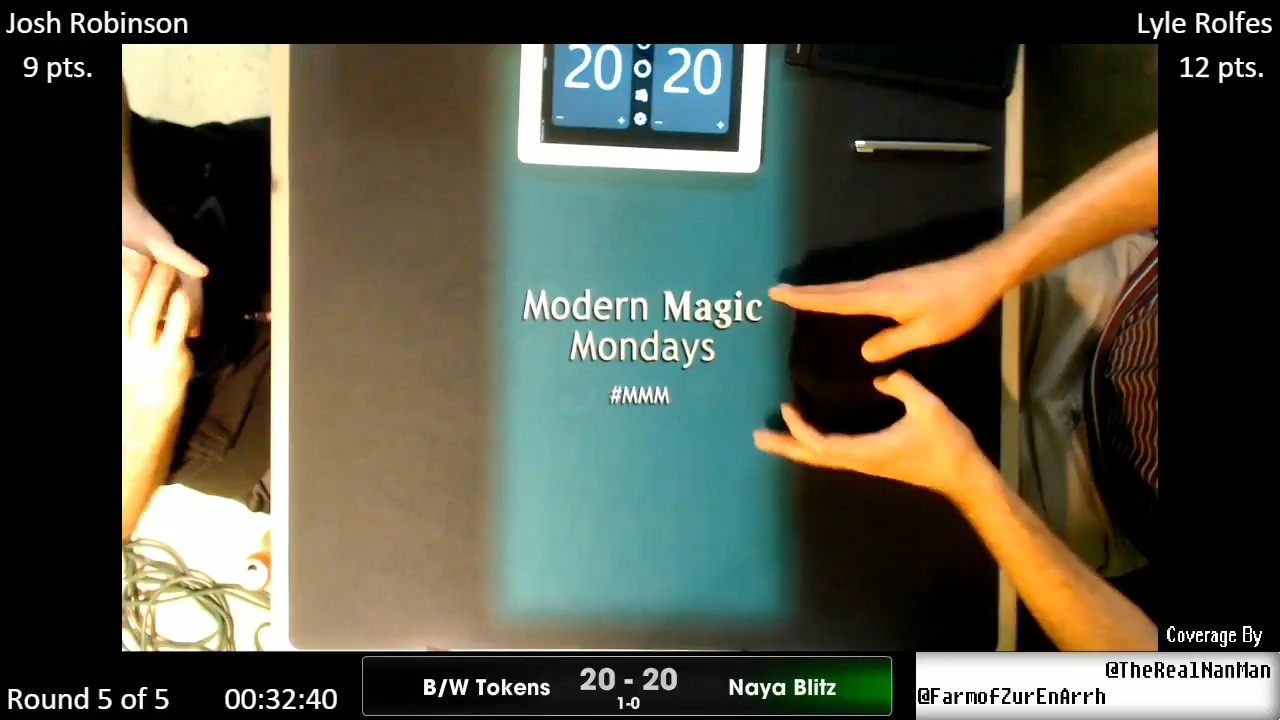 Josh Robinson
9 pts.
Lyle Rolfes
12 pts.
20 20
- + - +
Modern Magic
Mondays
#MMM
Coverage By
@TheRealNanMan
@FarmofZurEnArrh
Round 5 of 5
00:32:40
B/W Tokens
20 - 20
1-0
Naya Blitz